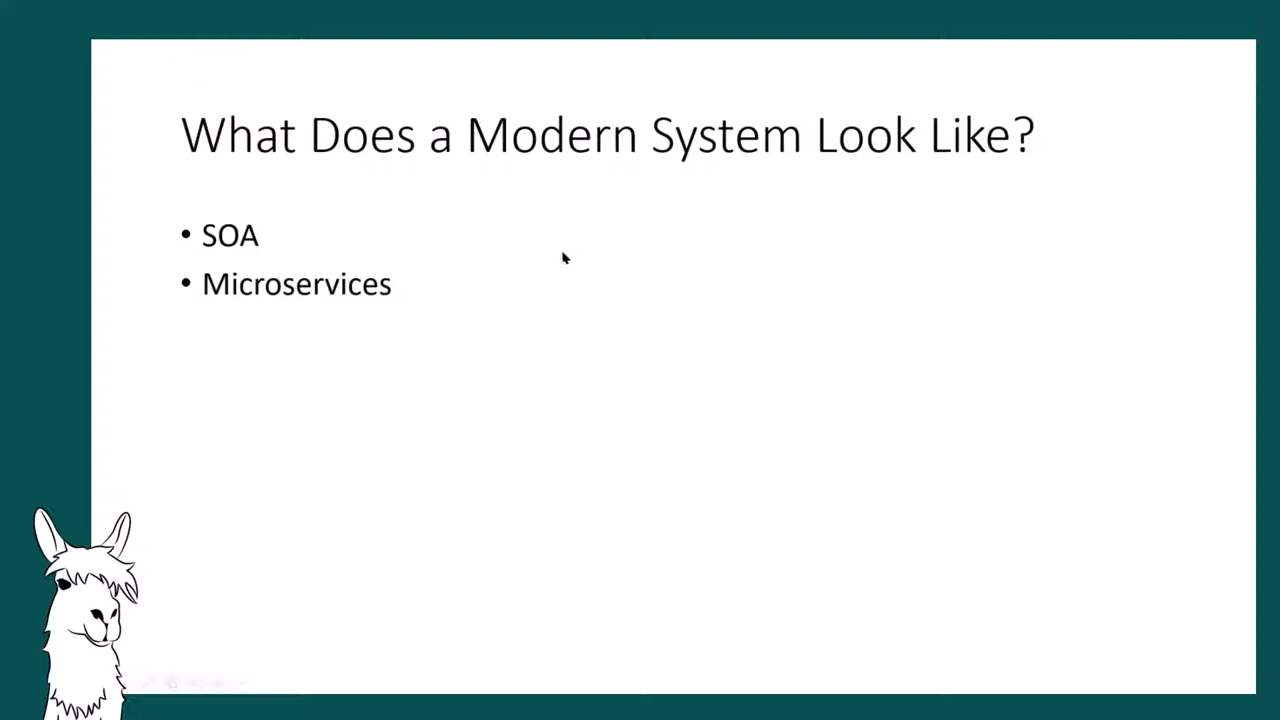 What Does a Modern System Look Like?
• SOA
• Microservices